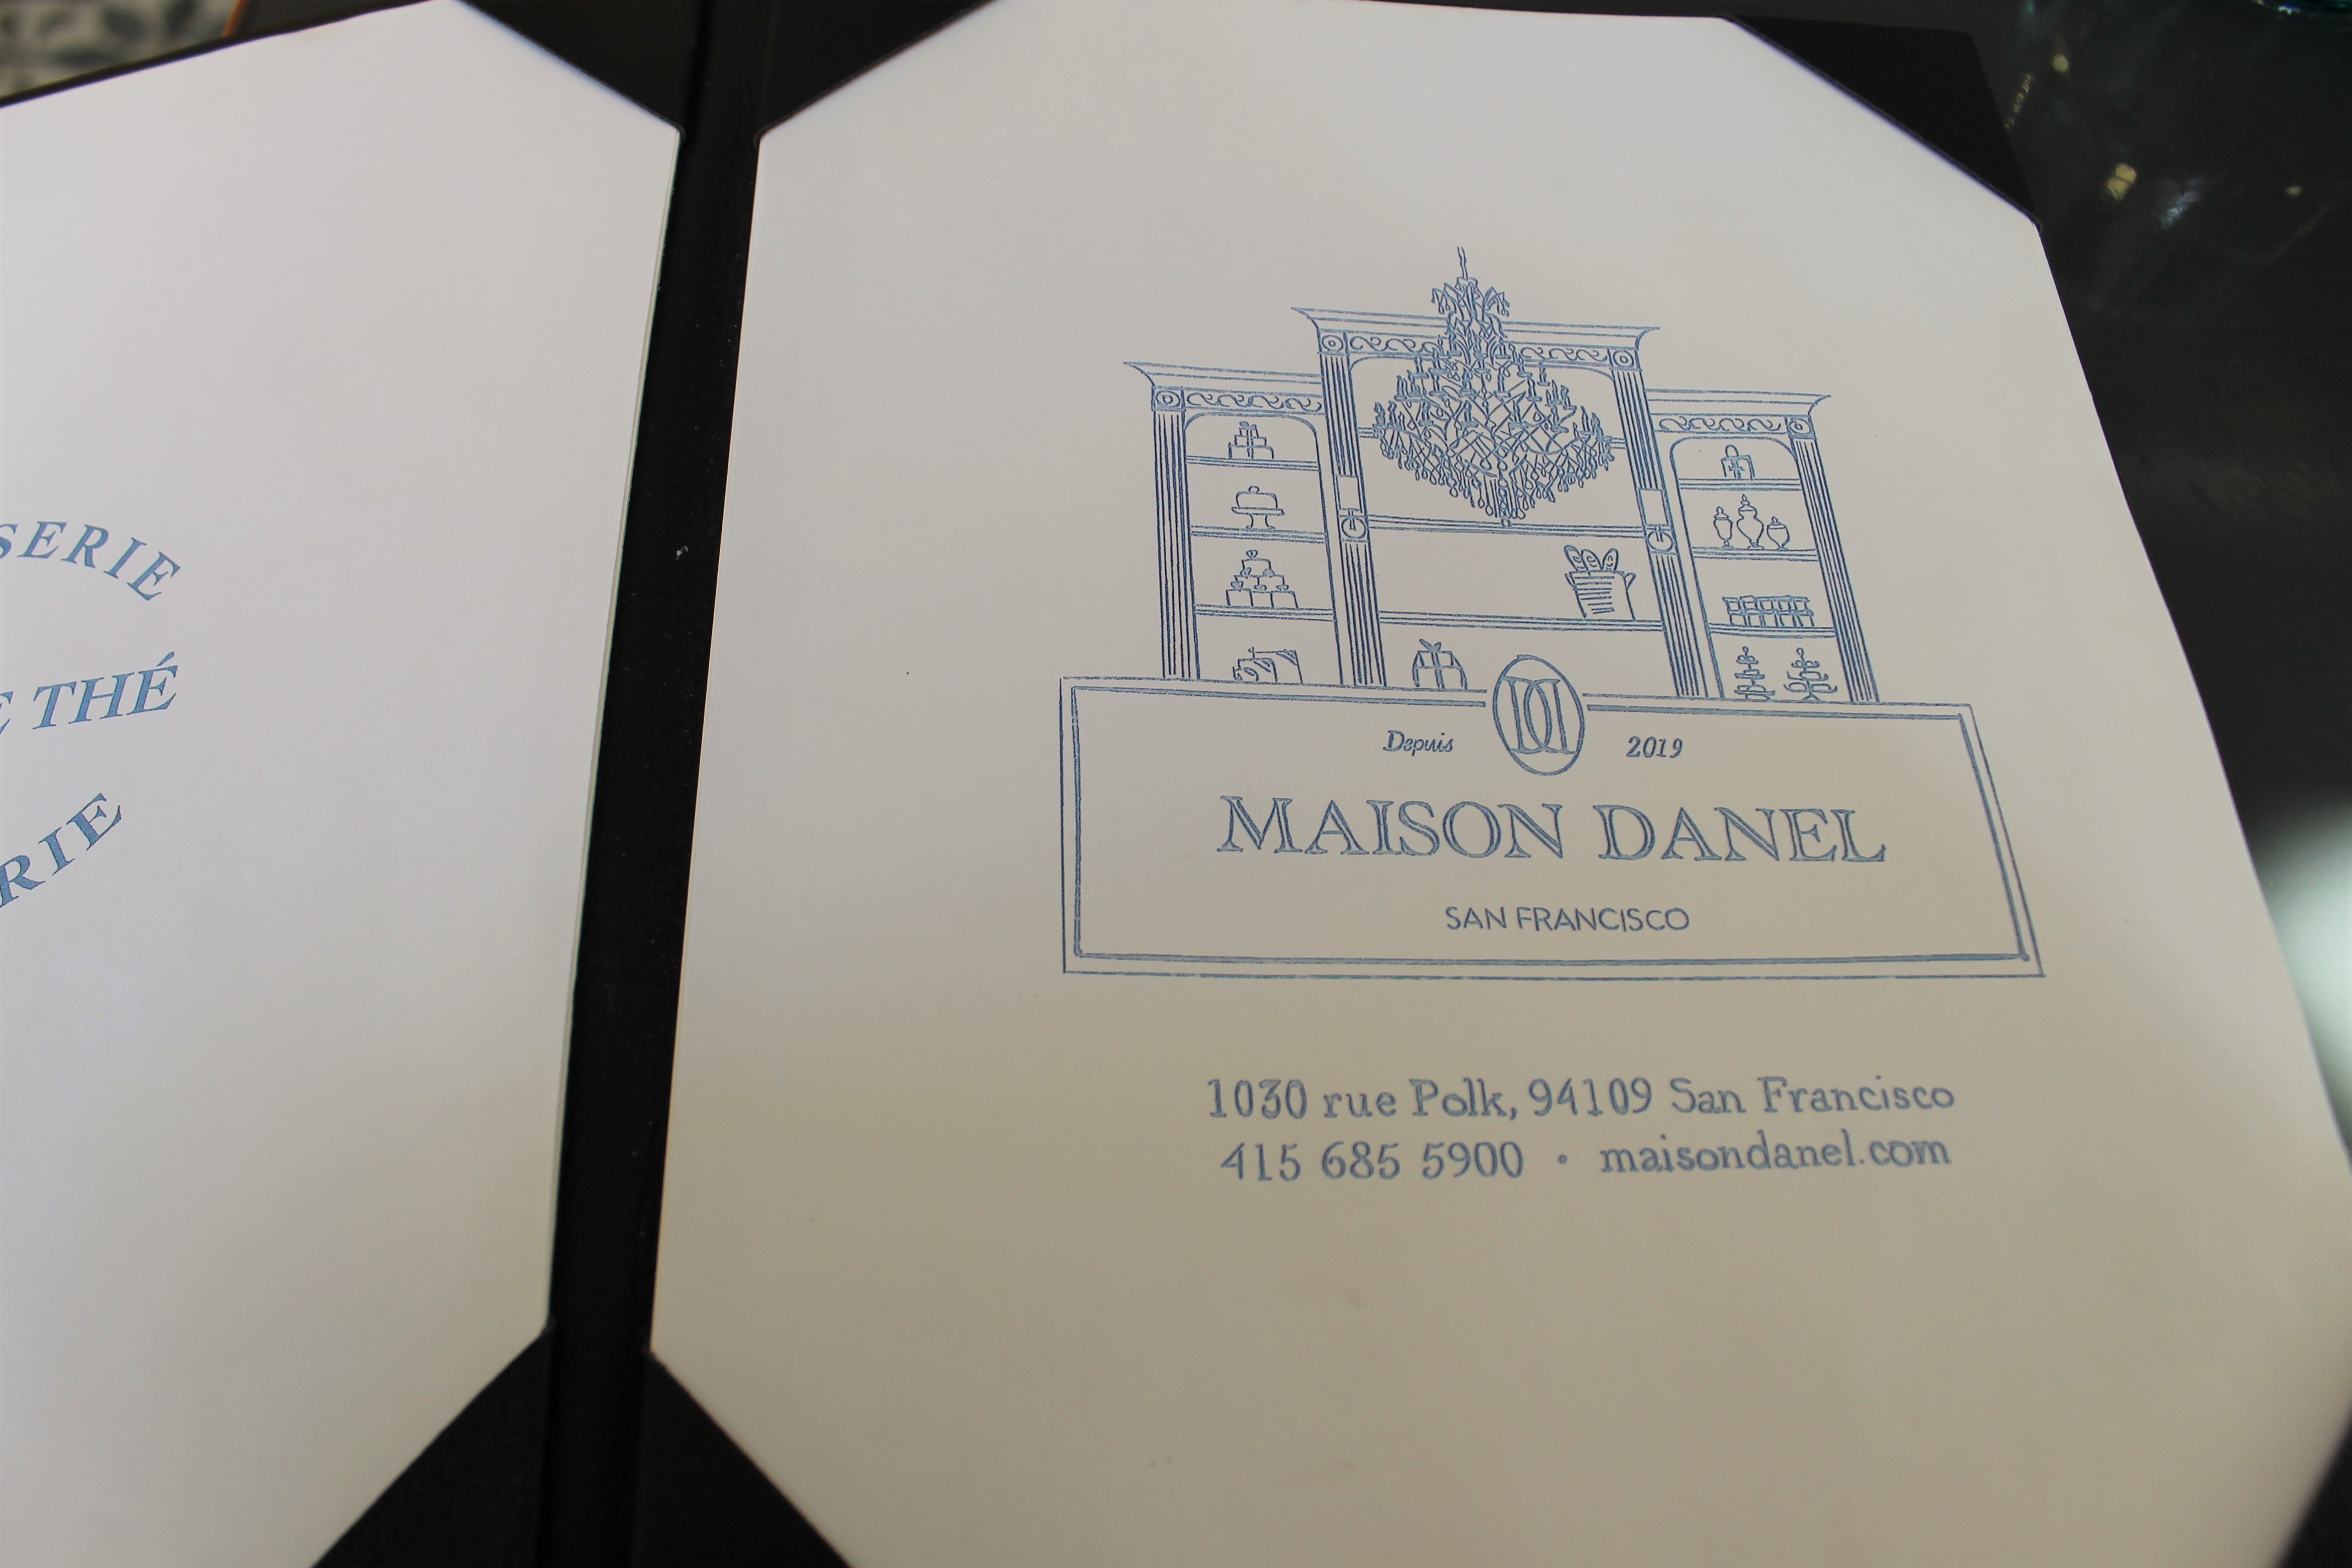 SERIE
THÉ
RIE
Depuis 2019
MAISON DANEL
SAN FRANCISCO
1030 rue Polk, 94109 San Francisco
415 685 5900 • maisondanel.com